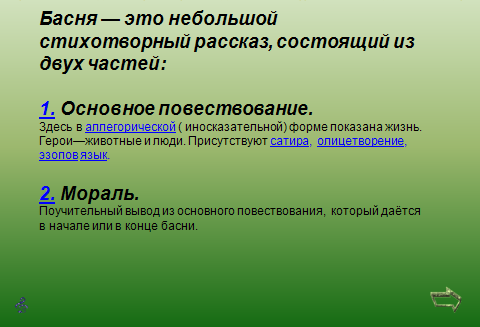 Басня — это небольшой
стихотворный рассказ, состоящий из
двух частей:
1. Основное повествование.
Здесь в аллегорической ( иносказательной) форме показана жизнь.
Герои—животные и люди. Присутствуют сатира, олицетворение,
эзопов язык.
2. Мораль.
Поучительный вывод из основного повествования, который даётся
в начале или в конце басни.